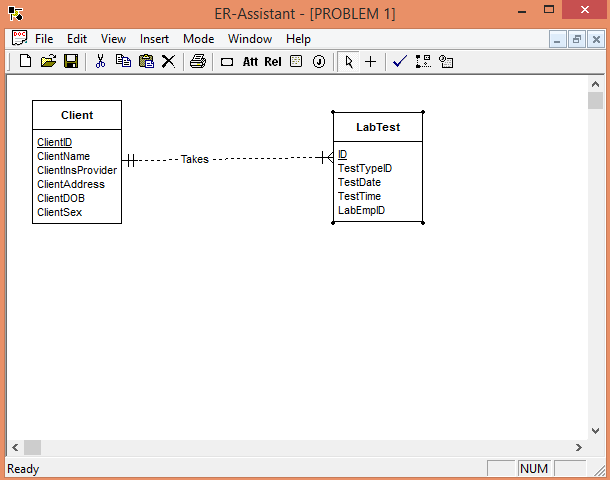 ER-Assistant - [PROBLEM 1]
DOC File Edit View Insert Mode Window Help
Att Rel J
Client
ClientID
ClientName
ClientInsProvider
ClientAddress
ClientDOB
ClientSex
Takes
LabTest
ID
TestTypeID
TestDate
TestTime
LabEmpID
Ready NUM